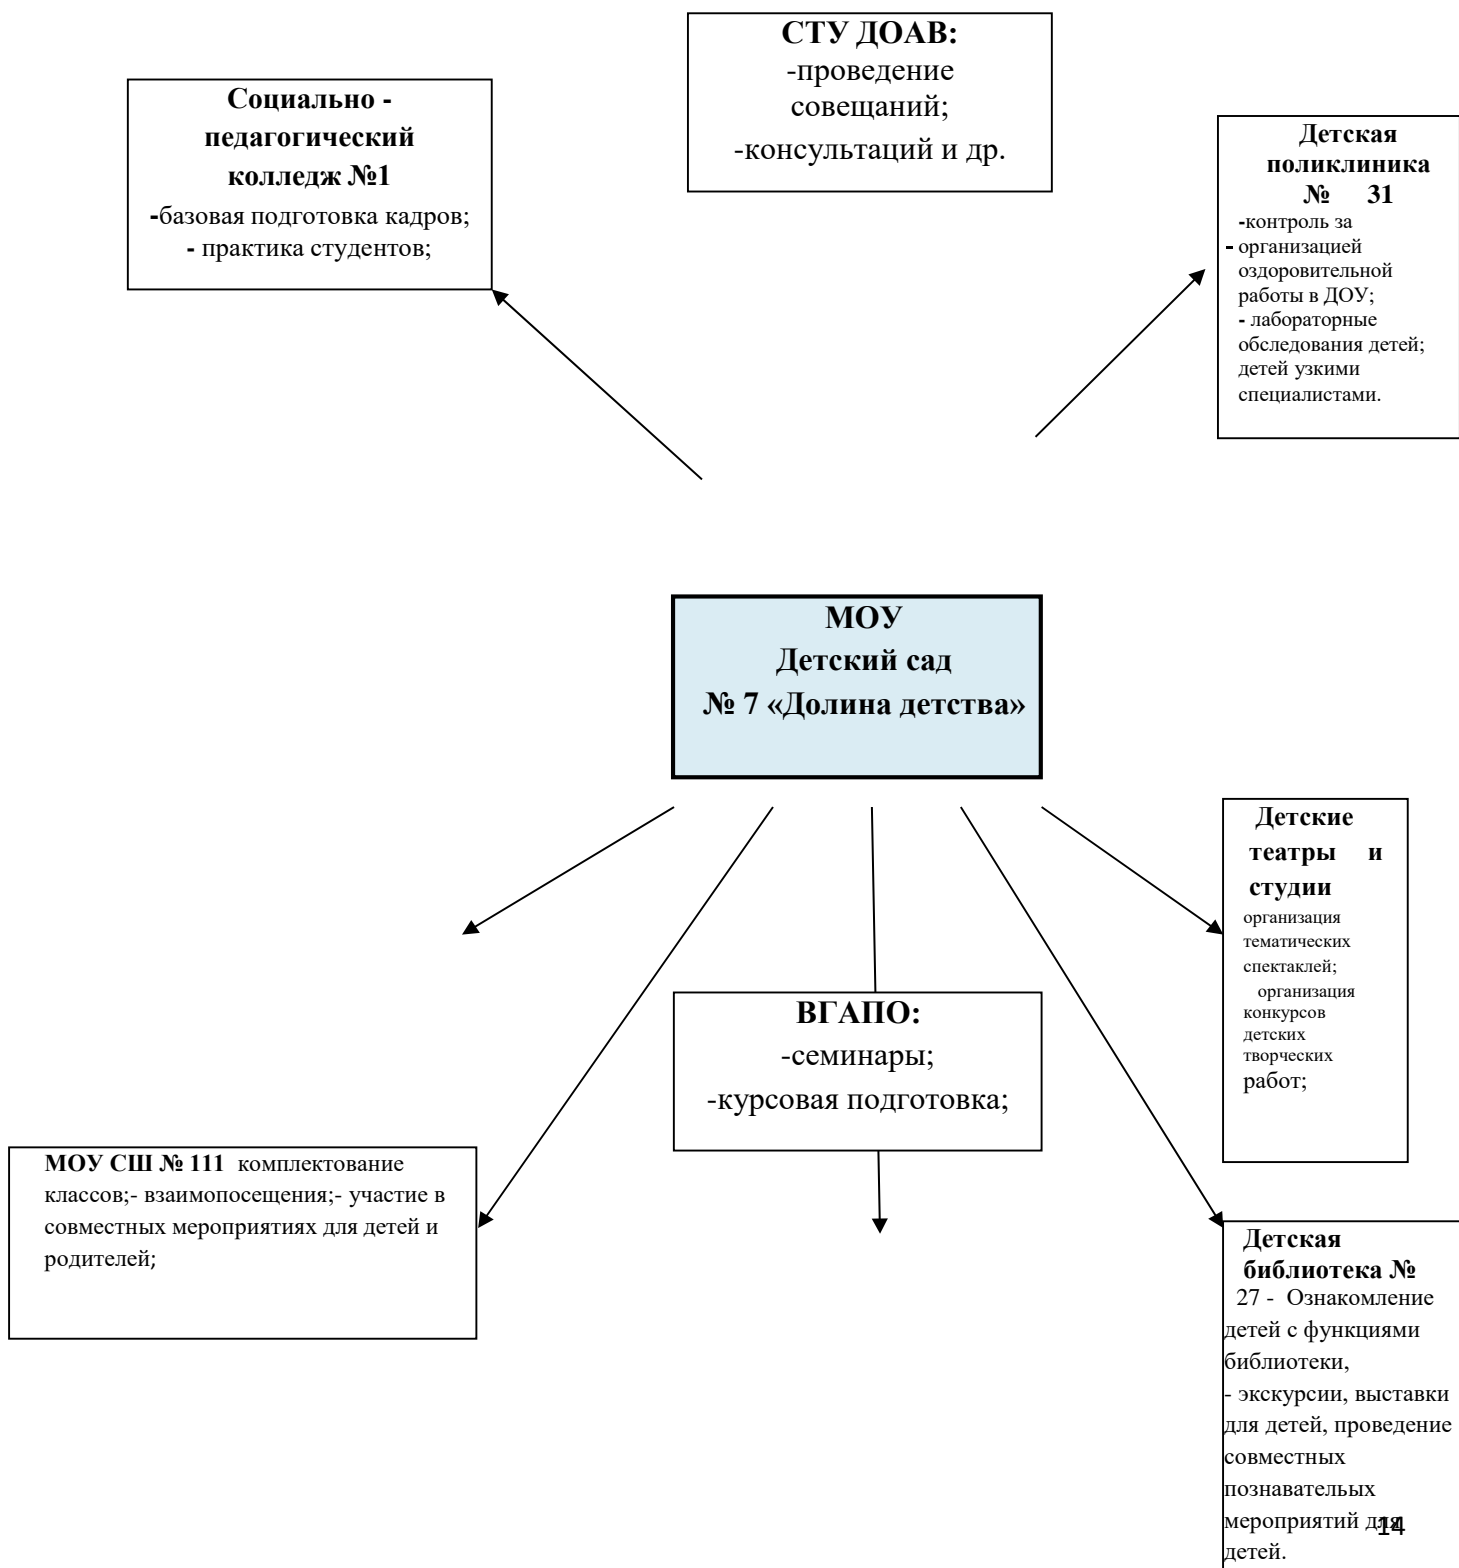 СТУ ДОАВ:
-проведение
совещаний;
-консультаций и др.
Социально -
педагогический
колледж №1
-базовая подготовка кадров;
- практика студентов;
Детская
поликлиника
№ 31
-контроль за
- организацией
оздоровительной
работы в ДОУ;
- лабораторные
обследования детей;
детей узкими
специалистами.
МОУ
Детский сад
№ 7 «Долина детства»
Детские
театры и
студии
организация
тематических
спектаклей;
организация
конкурсов
детских
творческих
работ;
ВГАПО:
-семинары;
-курсовая подготовка;
МОУ СШ № 111 комплектование
классов;- взаимопосещения;- участие в
совместных мероприятиях для детей и
родителей;
Детская
библиотека №
27 - Ознакомление
детей с функциями
библиотеки,
- экскурсии, выставки
для детей, проведение
совместных
познавательых
мероприятий для
детей.
14